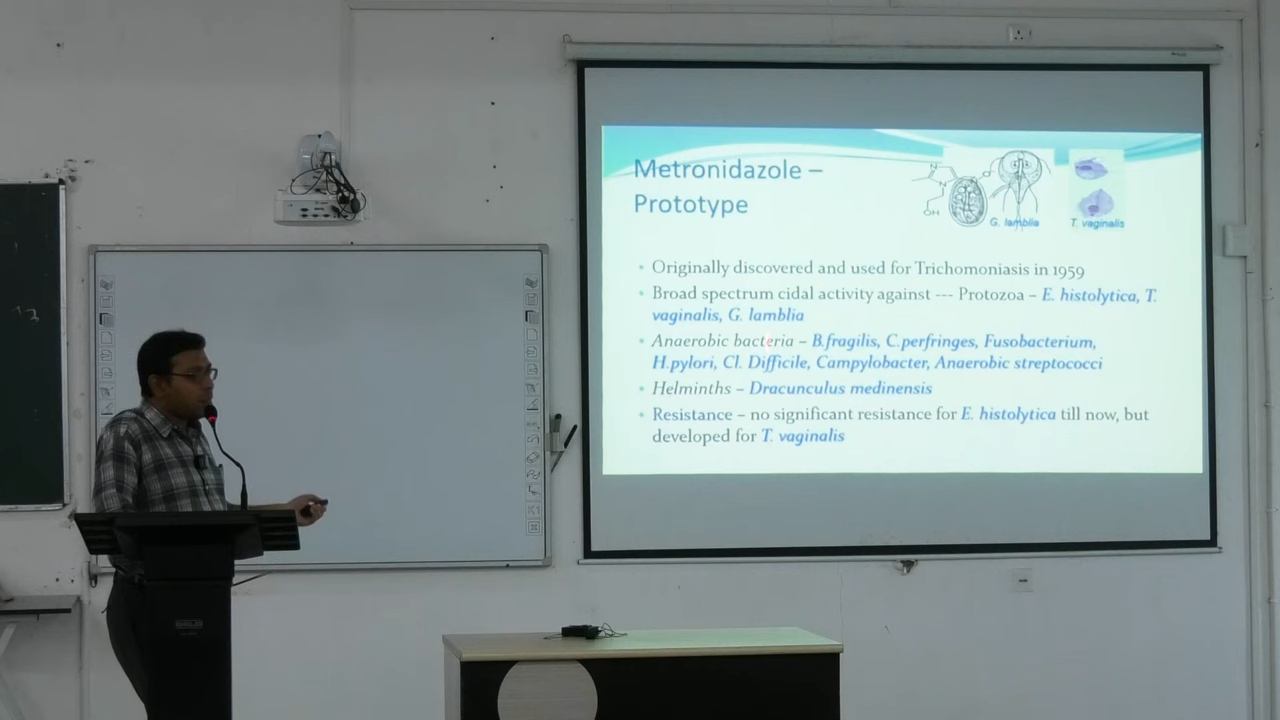 Metronidazole –
Prototype
G. lamblia
T. vaginalis
• Originally discovered and used for Trichomoniasis in 1959
• Broad spectrum cidal activity against --- Protozoa – E. histolytica, T.
vaginalis, G. lamblia
• Anaerobic bacteria – B.fragilis, C.perfringes, Fusobacterium,
H.pylori, Cl. Difficile, Campylobacter, Anaerobic streptococci
• Helminths – Dracunculus medinensis
• Resistance – no significant resistance for E. histolytica till now, but
developed for T. vaginalis